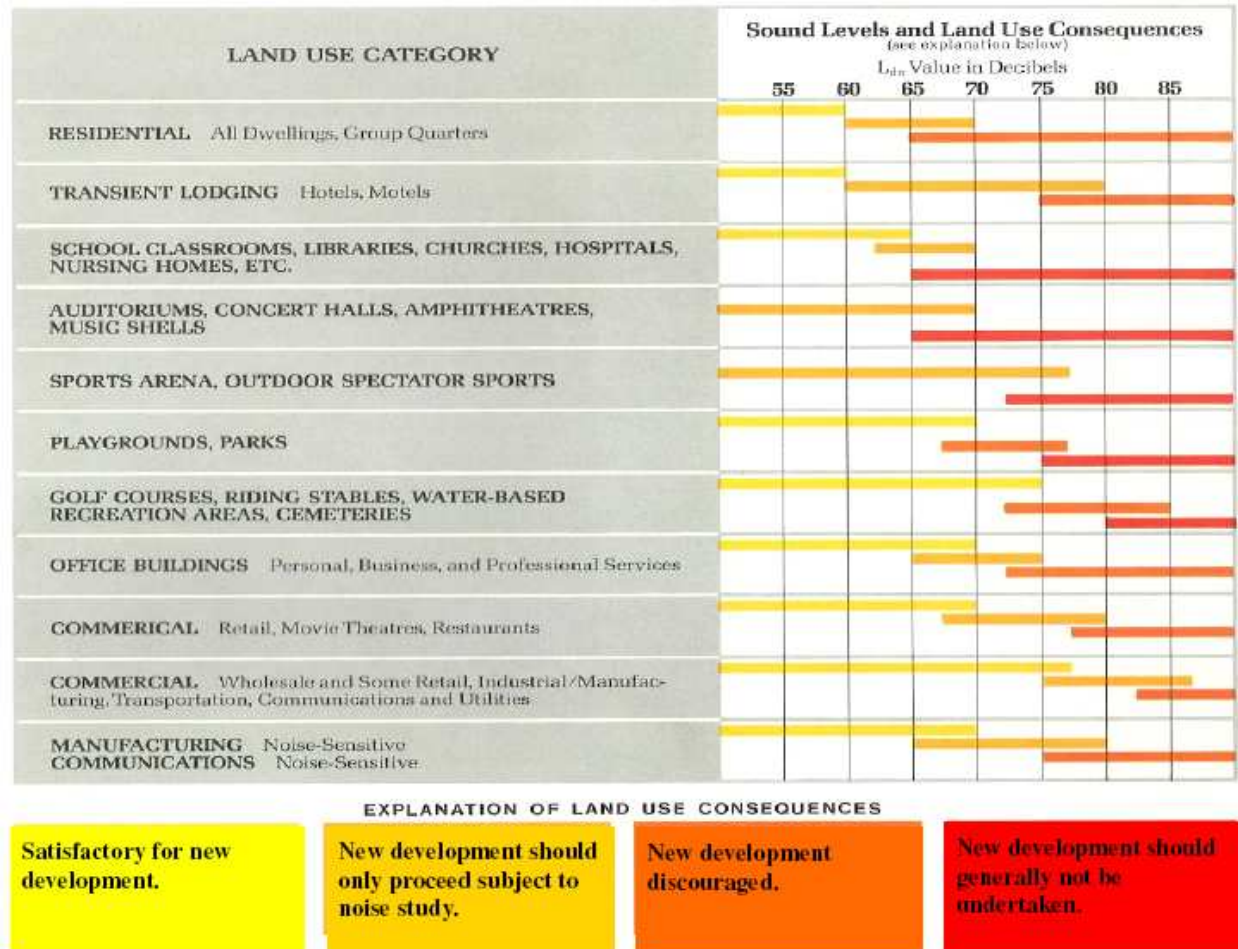 LAND USE CATEGORY
Sound Levels and Land Use Consequences
(see explanation below)
Ldn Value in Decibels
55 60 65 70 75 80 85
RESIDENTIAL All Dwellings, Group Quarters
TRANSIENT LODGING Hotels, Motels
SCHOOL CLASSROOMS, LIBRARIES, CHURCHES, HOSPITALS,
NURSING HOMES, ETC.
AUDITORIUMS, CONCERT HALLS, AMPHITHEATRES,
MUSIC SHELLS
SPORTS ARENA, OUTDOOR SPECTATOR SPORTS
PLAYGROUNDS, PARKS
GOLF COURSES, RIDING STABLES, WATER-BASED
RECREATION AREAS, CEMETERIES
OFFICE BUILDINGS Personal, Business, and Professional Services
COMMERICAL Retail, Movie Theatres, Restaurants
COMMERCIAL Wholesale and Some Retail, Industrial/Manufac-
turing, Transportation, Communications and Utilities
MANUFACTURING Noise-Sensitive
COMMUNICATIONS Noise-Sensitive
EXPLANATION OF LAND USE CONSEQUENCES
Satisfactory for new
development.
New development should
only proceed subject to
noise study.
New development
discouraged.
New development should
generally not be
undertaken.